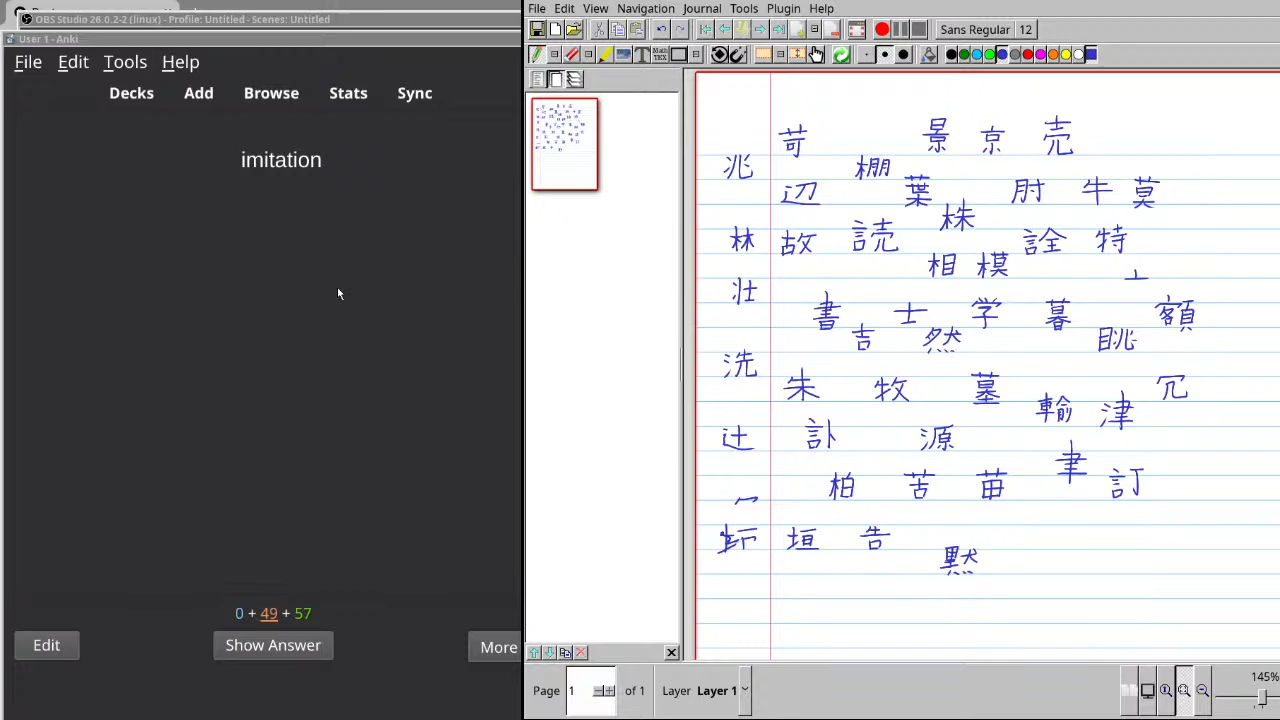 OBS Studio 26.0.2-2 (linux) - Profile: Untitled - Scenes: Untitled
User 1 - Anki
File Edit Tools Help
Decks Add Browse Stats Sync
imitation
0 + 49 + 57
Edit Show Answer More
File Edit View Navigation Journal Tools Plugin Help
Sans Regular 12
苛 景 京 売
兆 棚
辺 葉 肘 牛 莫
株
林 故 読 詮 特
相 模
壮 書 士 学 暮 額
吉 然 眺
洗 朱 牧 墓 冗
輸 津
辻 訃 源
聿
柏 苦 苗 訂
垣 告
黙
Page 1 of 1 Layer Layer 1
145%